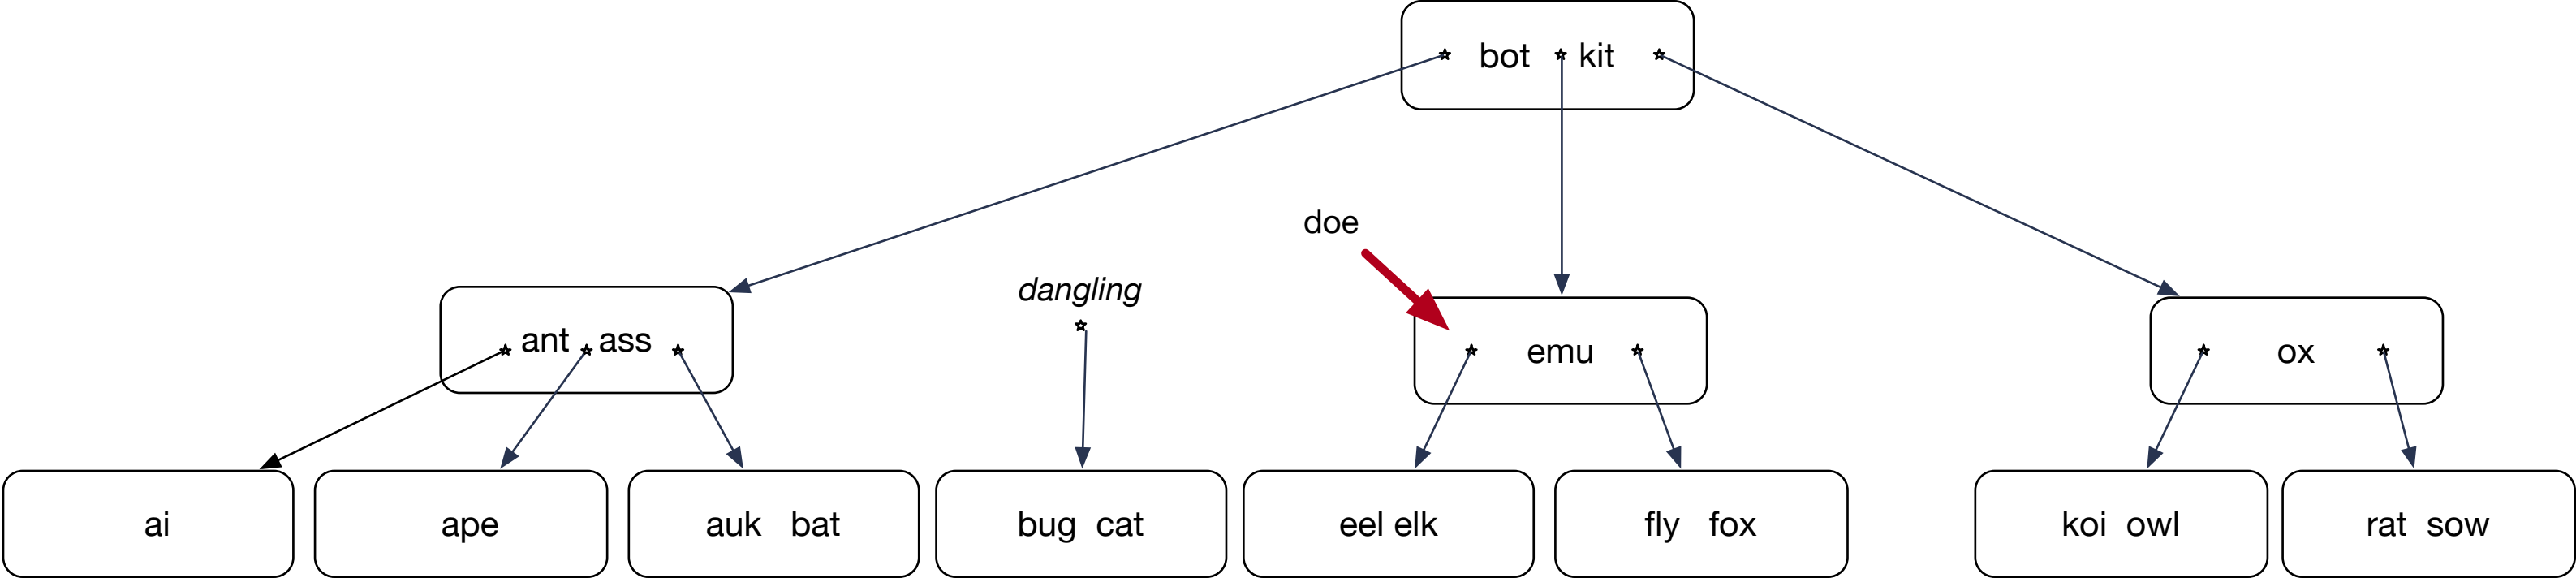 bot kit
doe
dangling
ant ass
emu
ox
ai
ape
auk bat
bug cat
eel elk
fly fox
koi owl
rat sow